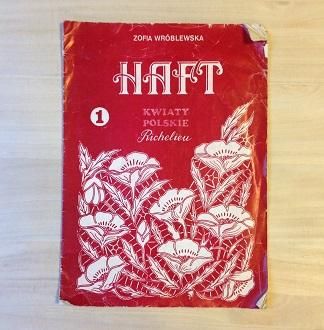 ZOFIA WRÓBLEWSKA
HAFT
1
KWIATY
POLSKIE
Richelieu